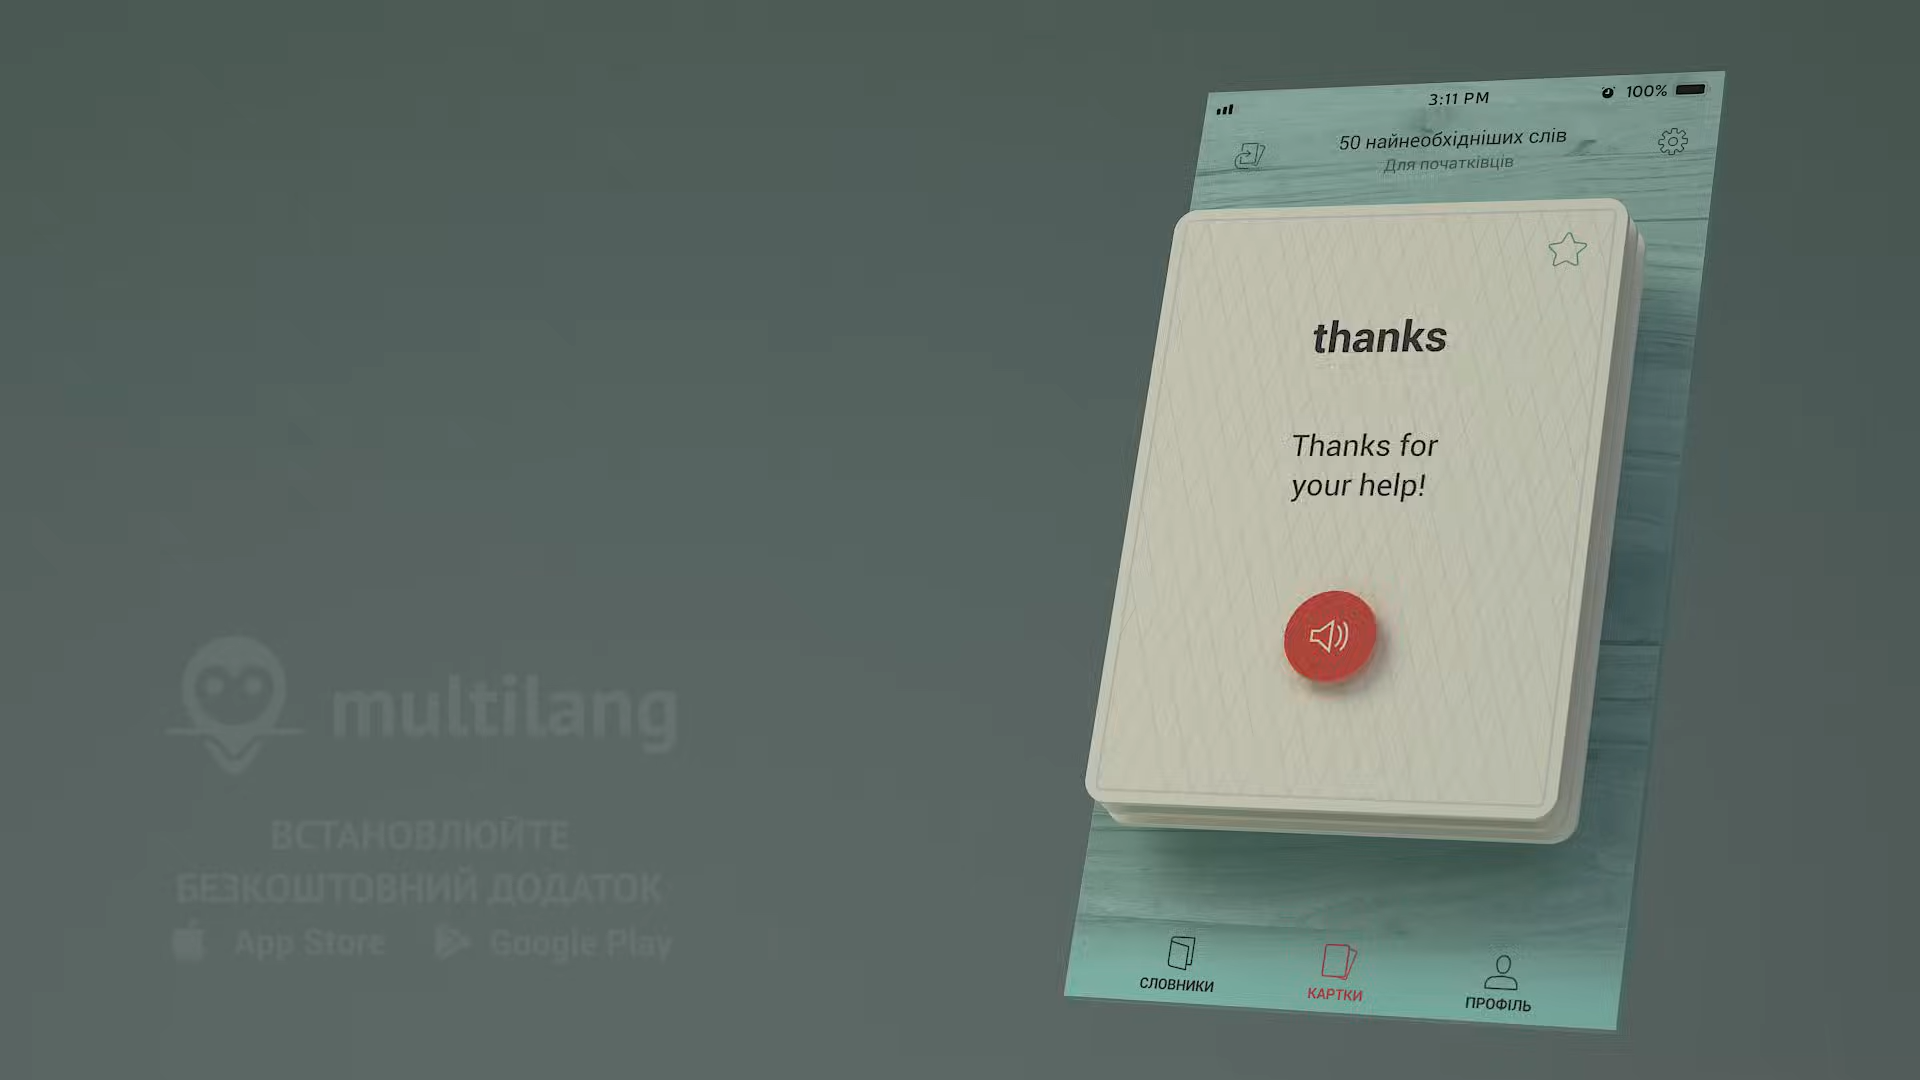 3:11 PM
100%
50 найнеобхідніших слів
Для початківців
thanks
Thanks for
your help!
СЛОВНИКИ
КАРТКИ
ПРОФІЛЬ
multilang
ВСТАНОВЛЮЙТЕ
БЕЗКОШТОВНИЙ ДОДАТОК
App Store
Google Play